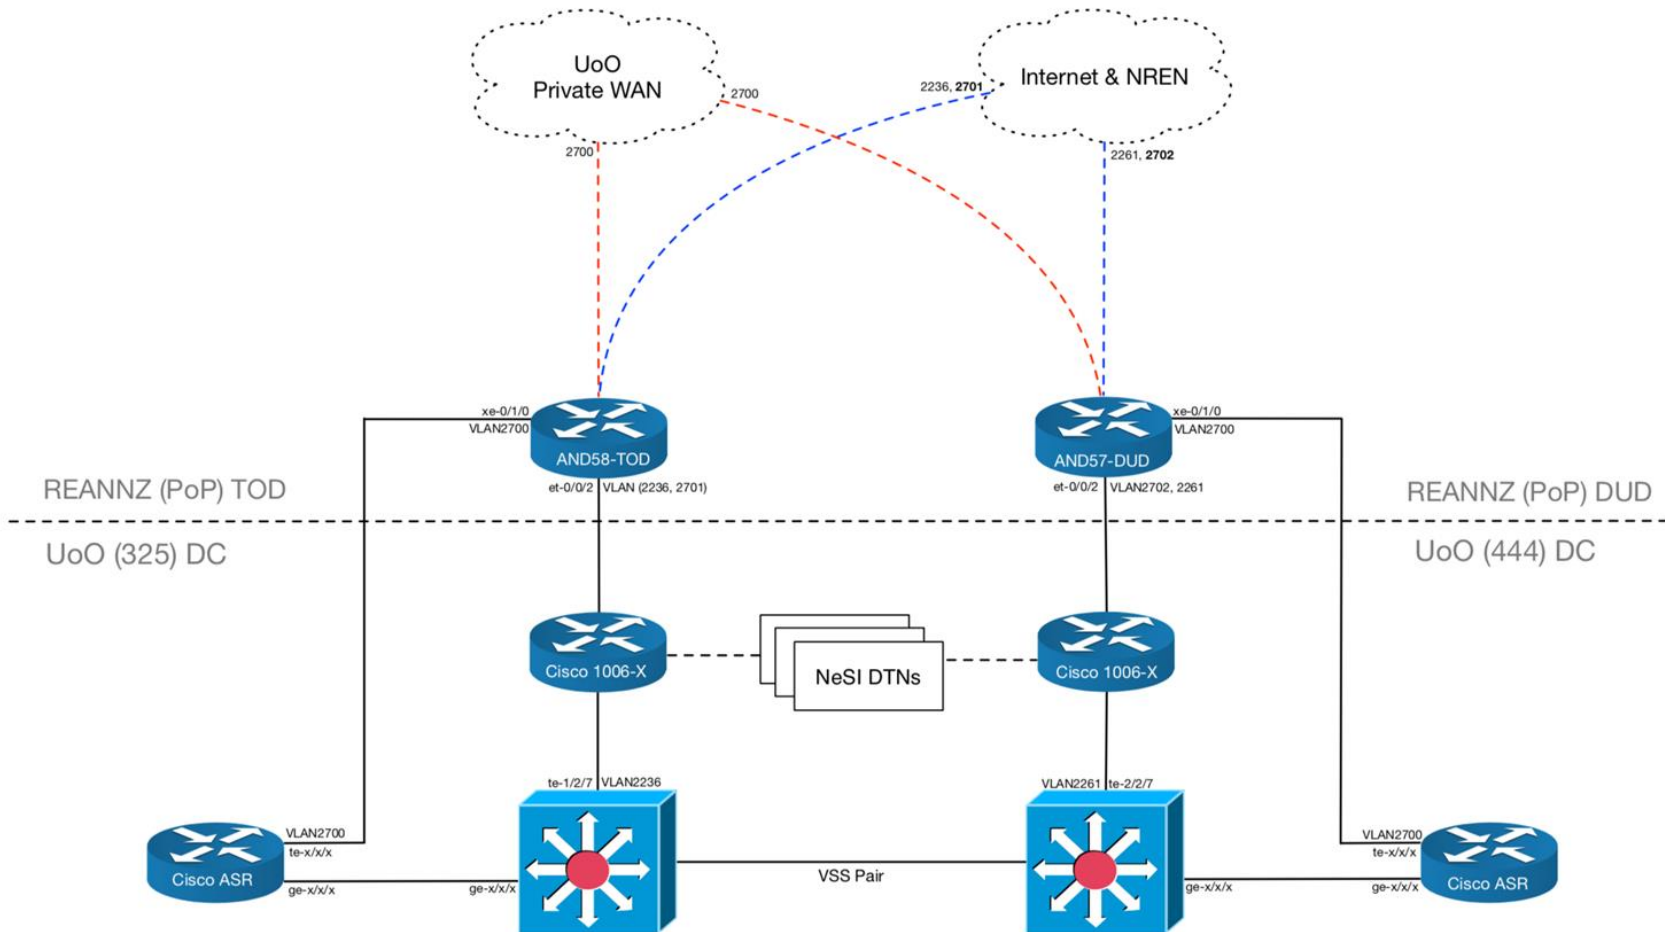 UoO
Private WAN
Internet & NREN
2700
2236, 2701
2700
2261, 2702
xe-0/1/0
VLAN2700
AND58-TOD
xe-0/1/0
VLAN2700
AND57-DUD
et-0/0/2
VLAN (2236, 2701)
et-0/0/2
VLAN2702, 2261
REANNZ (PoP) TOD
REANNZ (PoP) DUD
UoO (325) DC
UoO (444) DC
Cisco 1006-X
NeSI DTNs
Cisco 1006-X
te-1/2/7
VLAN2236
VLAN2261
te-2/2/7
VLAN2700
te-x/x/x
Cisco ASR
ge-x/x/x
ge-x/x/x
VSS Pair
VLAN2700
te-x/x/x
ge-x/x/x
ge-x/x/x
Cisco ASR